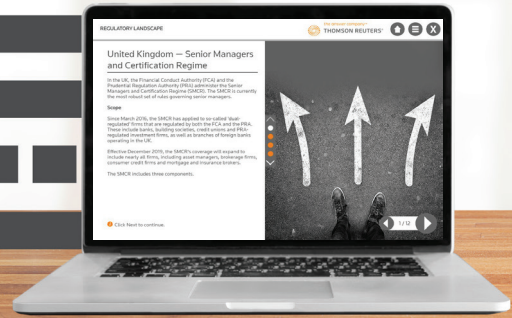 REGULATORY LANDSCAPE
the answer company™
THOMSON REUTERS®
United Kingdom — Senior Managers
and Certification Regime
In the UK, the Financial Conduct Authority (FCA) and the
Prudential Regulation Authority (PRA) administer the Senior
Managers and Certification Regime (SMCR). The SMCR is currently
the most robust set of rules governing senior managers.
Scope
Since March 2016, the SMCR has applied to so-called 'dual-
regulated' firms that are regulated by both the FCA and the PRA.
These include banks, building societies, credit unions and PRA-
regulated investment firms, as well as branches of foreign banks
operating in the UK.
Effective December 2019, the SMCR's coverage will expand to
include nearly all firms, including asset managers, brokerage firms,
consumer credit firms and mortgage and insurance brokers.
The SMCR includes three components.
Click Next to continue.
1 / 12